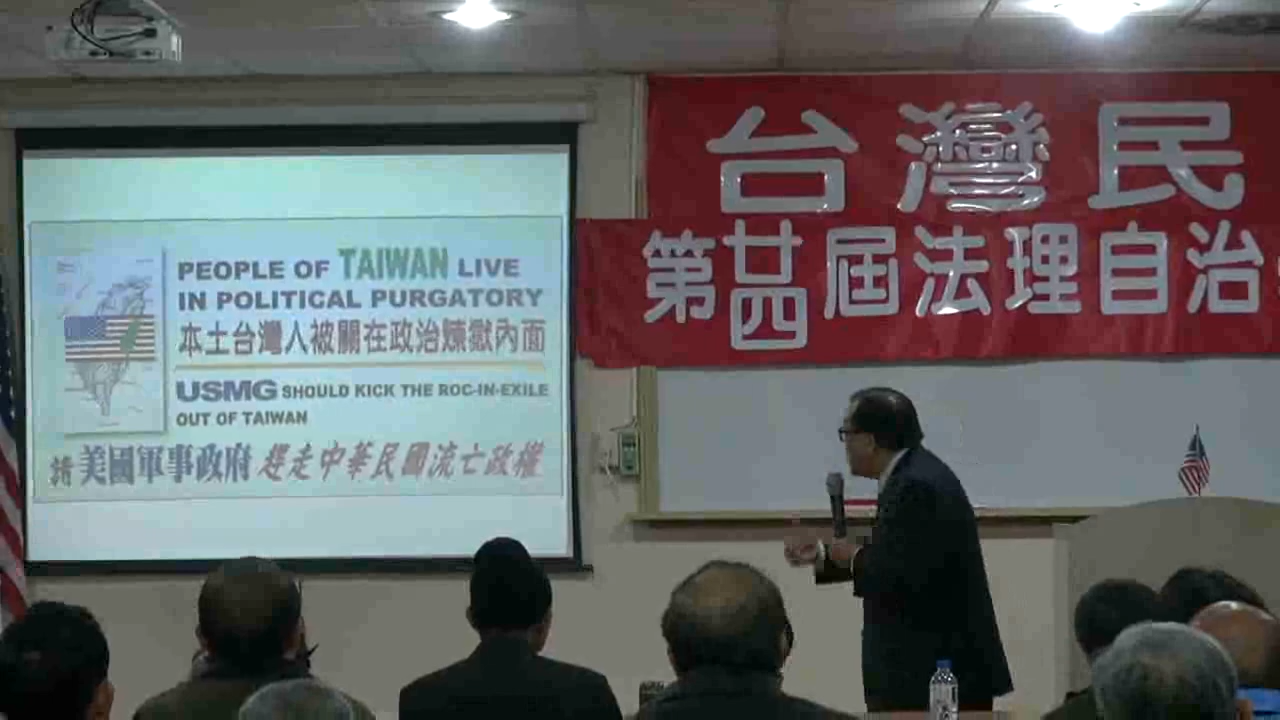 台灣民
第廿四屆法理自治
PEOPLE OF TAIWAN LIVE
IN POLITICAL PURGATORY
本土台灣人被關在政治煉獄內面
USMG SHOULD KICK THE ROC-IN-EXILE
OUT OF TAIWAN
請美國軍事政府趕走中華民國流亡政權